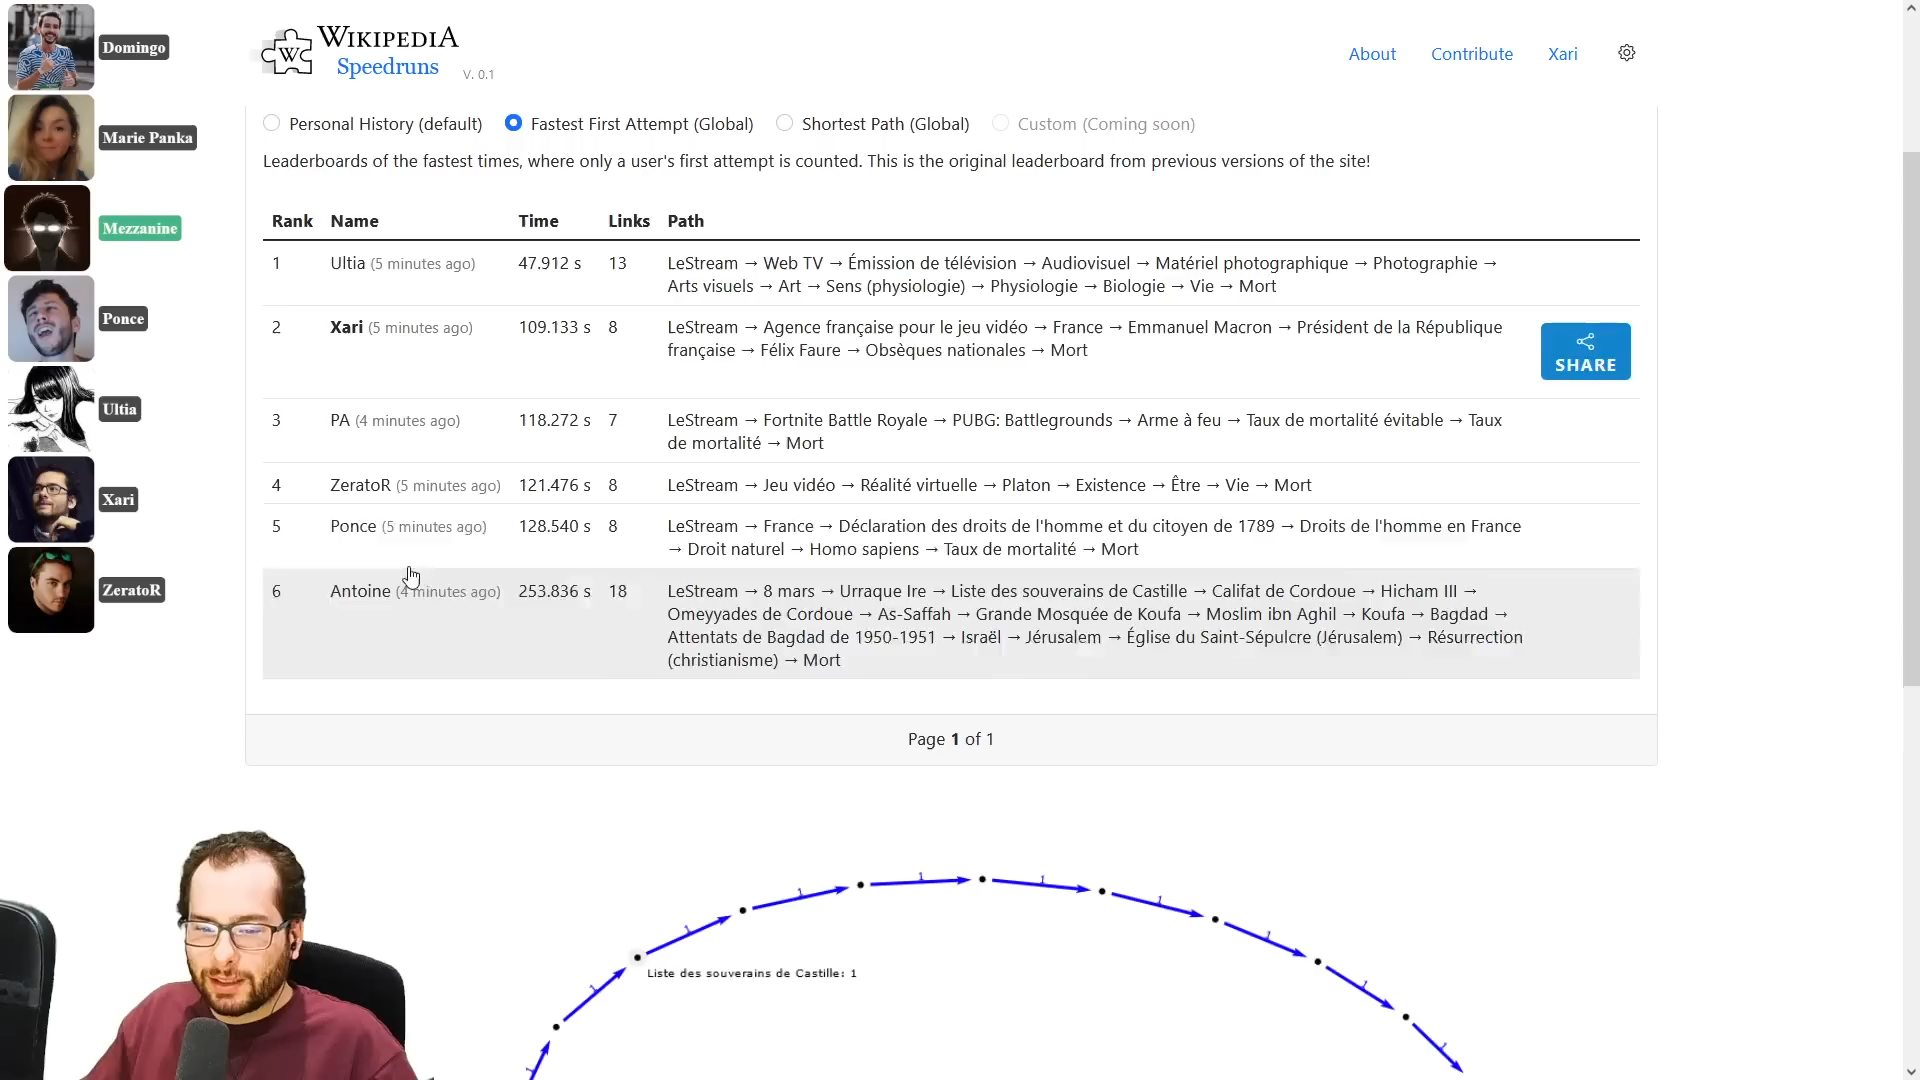 Domingo
Marie Panka
Mezzanine
Ponce
Ultia
Xari
ZeratoR
W
WIKIPEDIA
Speedruns
V. 0.1
About
Contribute
Xari
Personal History (default)
Fastest First Attempt (Global)
Shortest Path (Global)
Custom (Coming soon)
Leaderboards of the fastest times, where only a user's first attempt is counted. This is the original leaderboard from previous versions of the site!
Rank Name Time Links Path
1 Ultia (5 minutes ago) 47.912 s 13 LeStream → Web TV → Émission de télévision → Audiovisuel → Matériel photographique → Photographie →
Arts visuels → Art → Sens (physiologie) → Physiologie → Biologie → Vie → Mort
2 Xari (5 minutes ago) 109.133 s 8 LeStream → Agence française pour le jeu vidéo → France → Emmanuel Macron → Président de la République
française → Félix Faure → Obsèques nationales → Mort
SHARE
3 PA (4 minutes ago) 118.272 s 7 LeStream → Fortnite Battle Royale → PUBG: Battlegrounds → Arme à feu → Taux de mortalité évitable → Taux
de mortalité → Mort
4 ZeratoR (5 minutes ago) 121.476 s 8 LeStream → Jeu vidéo → Réalité virtuelle → Platon → Existence → Être → Vie → Mort
5 Ponce (5 minutes ago) 128.540 s 8 LeStream → France → Déclaration des droits de l'homme et du citoyen de 1789 → Droits de l'homme en France
→ Droit naturel → Homo sapiens → Taux de mortalité → Mort
6 Antoine (4 minutes ago) 253.836 s 18 LeStream → 8 mars → Urraque Ire → Liste des souverains de Castille → Califat de Cordoue → Hicham III →
Omeyyades de Cordoue → As-Saffah → Grande Mosquée de Koufa → Moslim ibn Aghil → Koufa → Bagdad →
Attentats de Bagdad de 1950-1951 → Israël → Jérusalem → Église du Saint-Sépulcre (Jérusalem) → Résurrection
(christianisme) → Mort
Page 1 of 1
1
1
1
1
1
1
1
1
1
1
1
Liste des souverains de Castille: 1